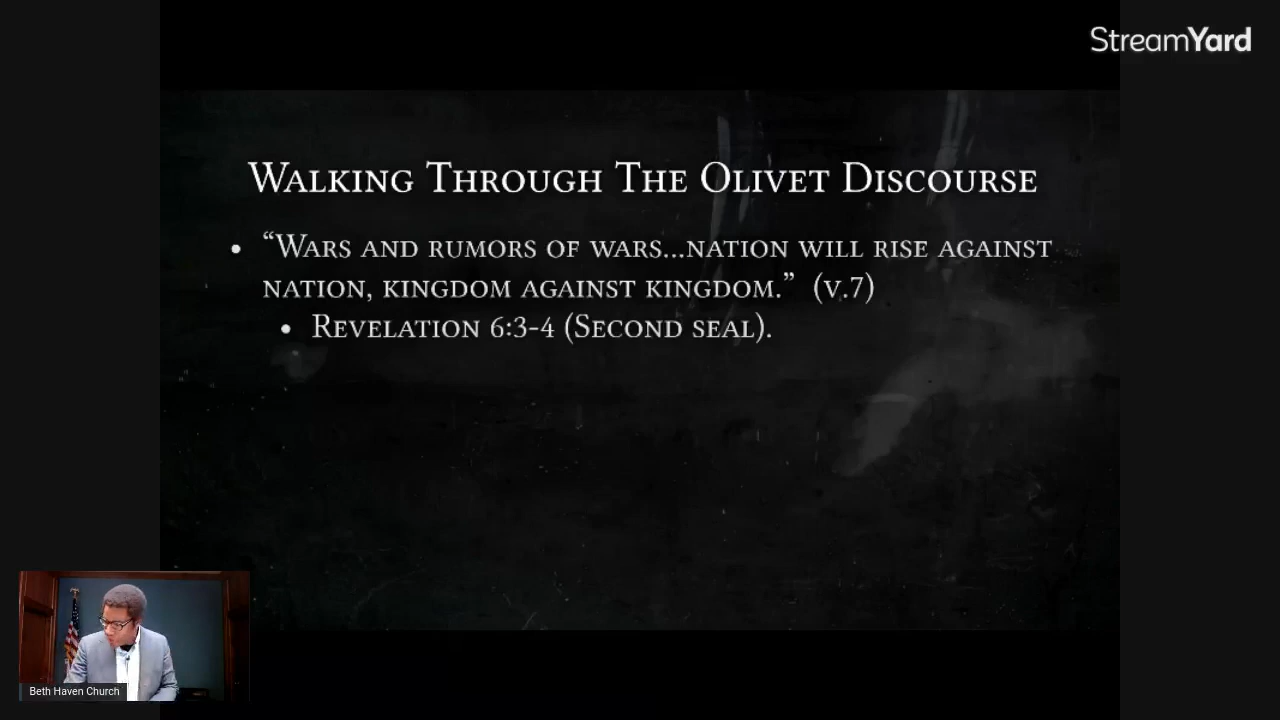 StreamYard
Walking Through The Olivet Discourse
• “Wars and rumors of wars...nation will rise against
nation, kingdom against kingdom.” (v.7)
• Revelation 6:3-4 (Second seal).
Beth Haven Church